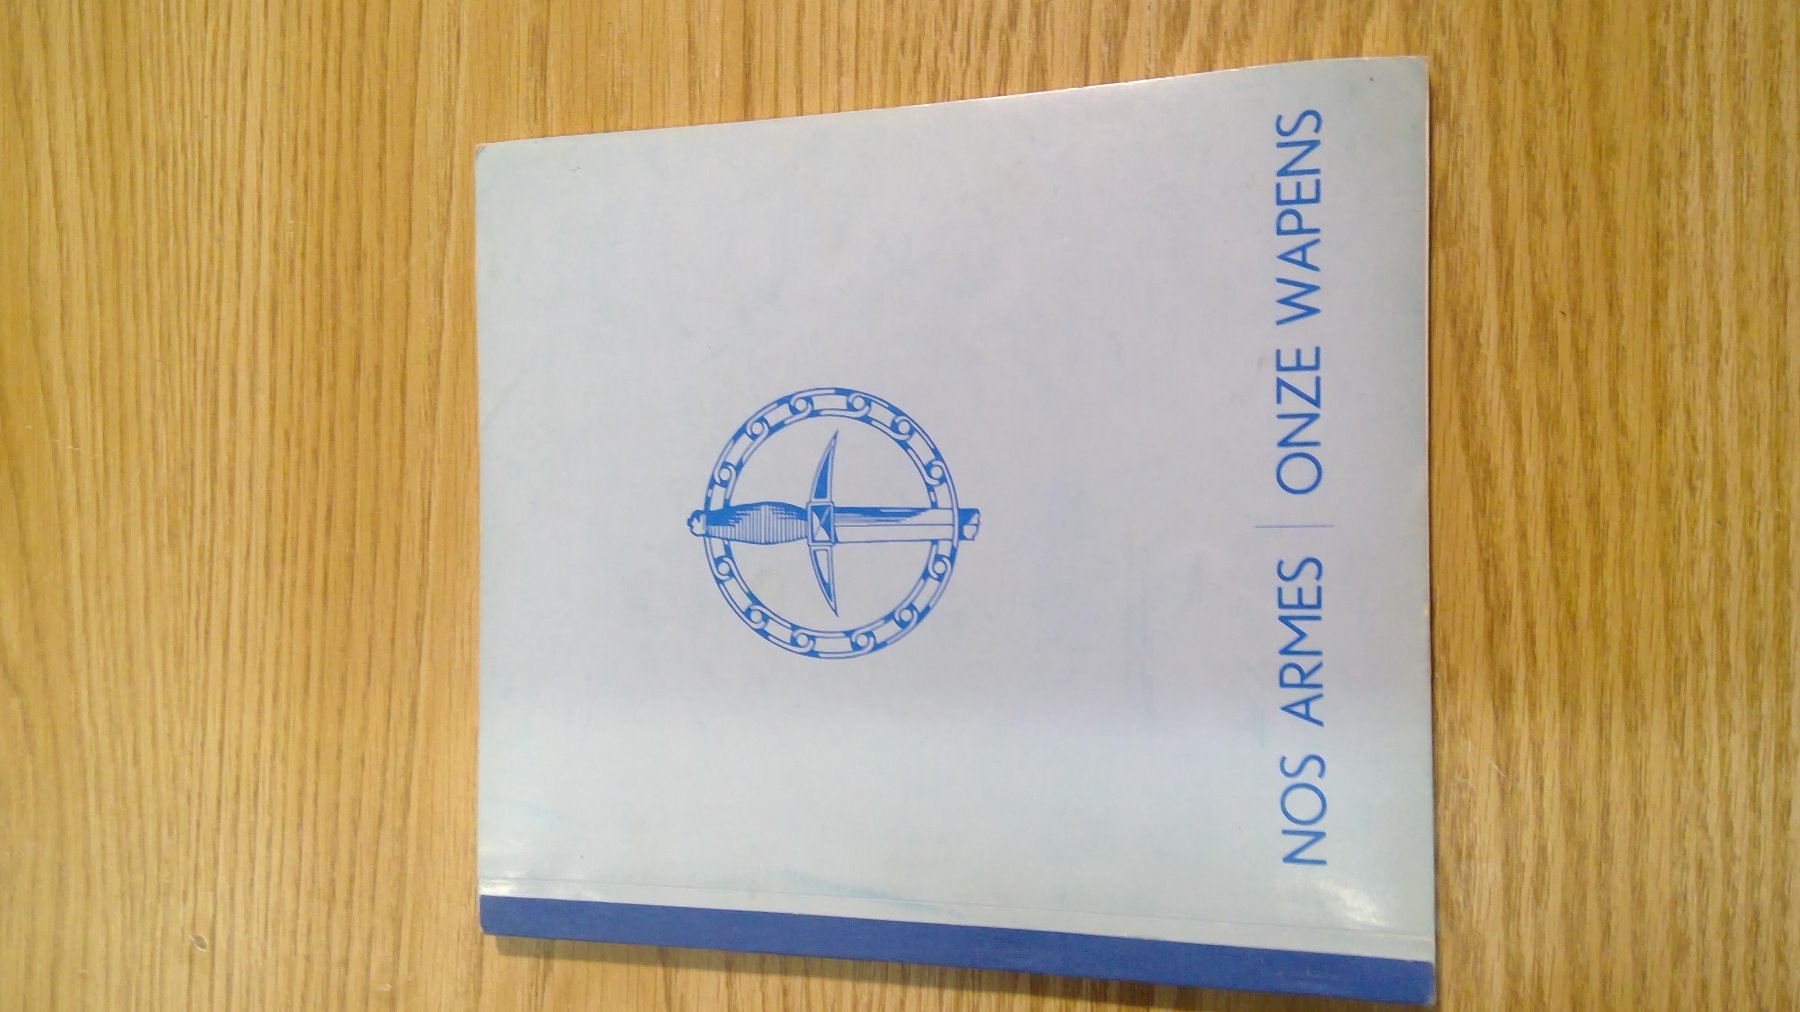 NOS ARMES | ONZE WAPENS